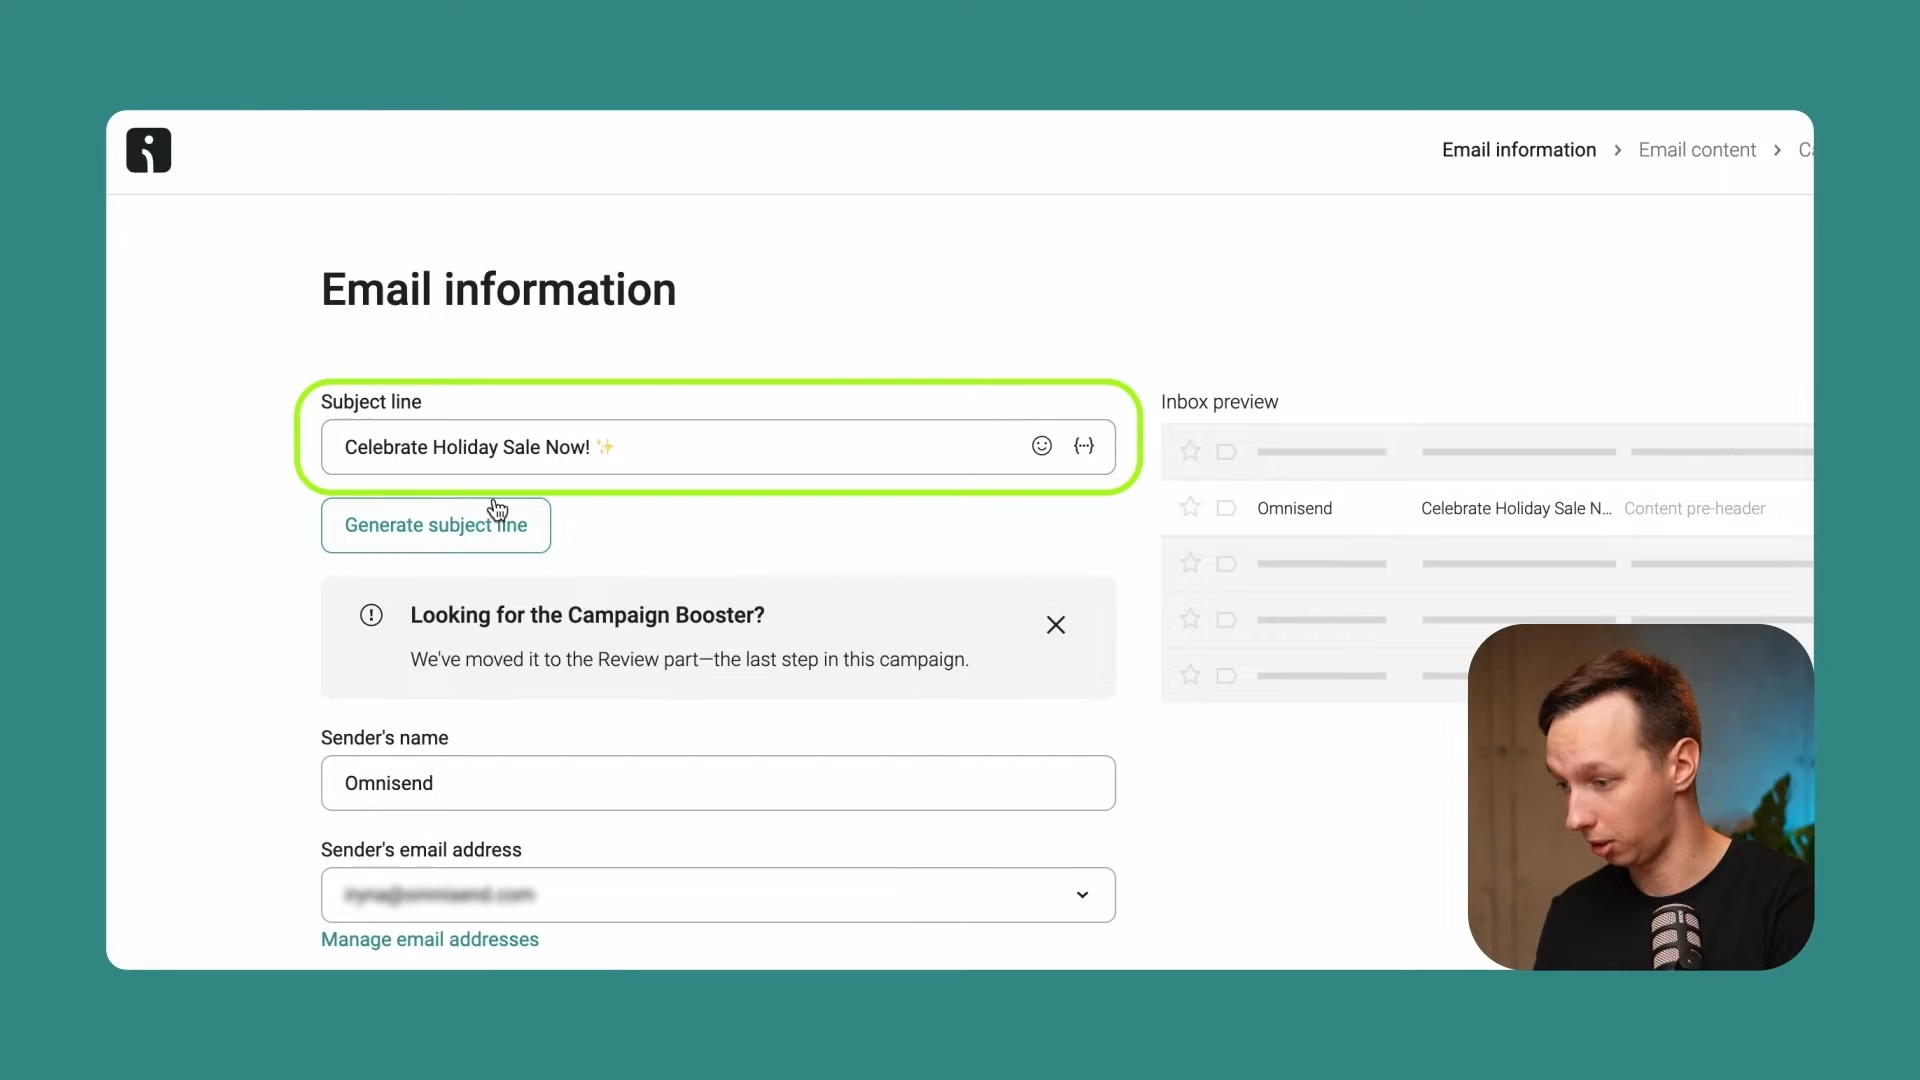 Email information > Email content >
Email information
Subject line
Celebrate Holiday Sale Now! ✨
Generate subject line
Looking for the Campaign Booster?
We've moved it to the Review part—the last step in this campaign.
Sender's name
Omnisend
Sender's email address
Manage email addresses
Inbox preview
Omnisend Celebrate Holiday Sale N... Content pre-header